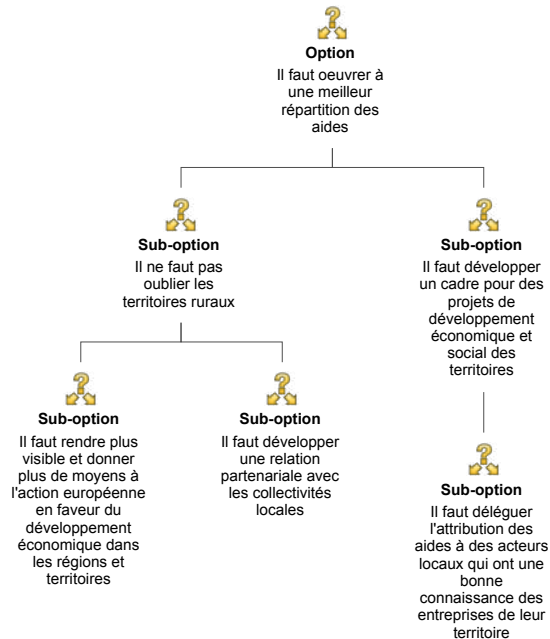 Option
Il faut oeuvrer à
une meilleur
répartition des
aides
Sub-option
Il ne faut pas
oublier les
territoires ruraux
Sub-option
Il faut développer
un cadre pour des
projets de
développement
économique et
social des
territoires
Sub-option
Il faut rendre plus
visible et donner
plus de moyens à
l'action européenne
en faveur du
développement
économique dans
les régions et
territoires
Sub-option
Il faut développer
une relation
partenariale avec
les collectivités
locales
Sub-option
Il faut déléguer
l'attribution des
aides à des acteurs
locaux qui ont une
bonne
connaissance des
entreprises de leur
territoire